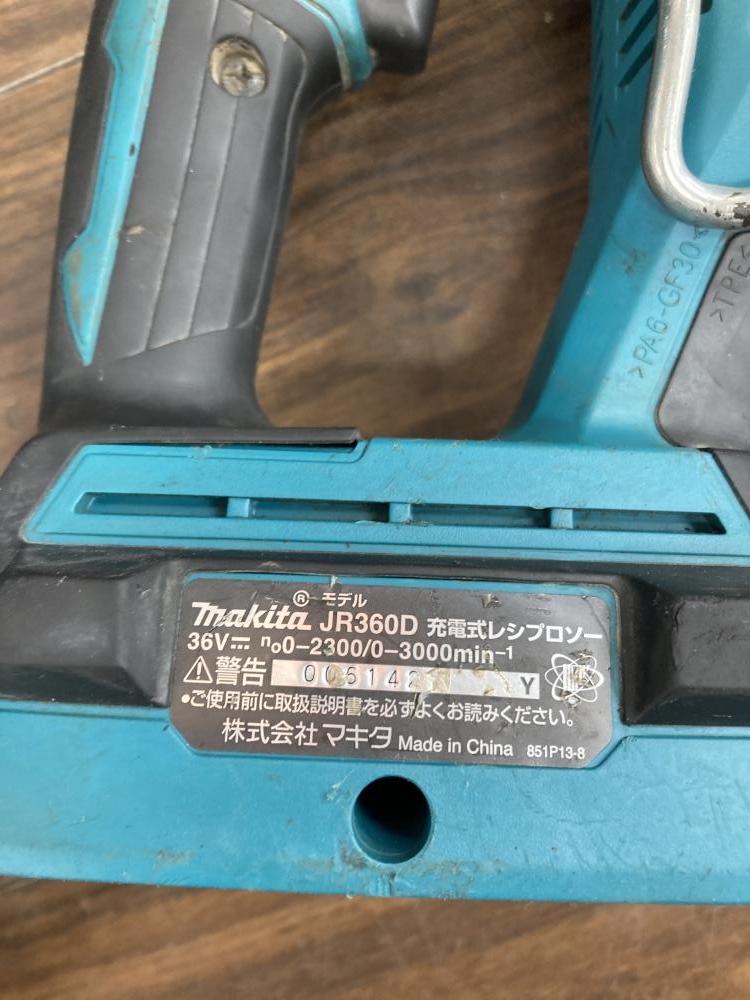 >PA6-GF30<
>TPE<
makita® モデル JR360D 充電式レシプロソー
36V⎓ n₀0-2300/0-3000min⁻¹
⚠警告 Y
•ご使用前に取扱説明書を必ずよくお読みください。
株式会社 マキタ Made in China 851P13-8